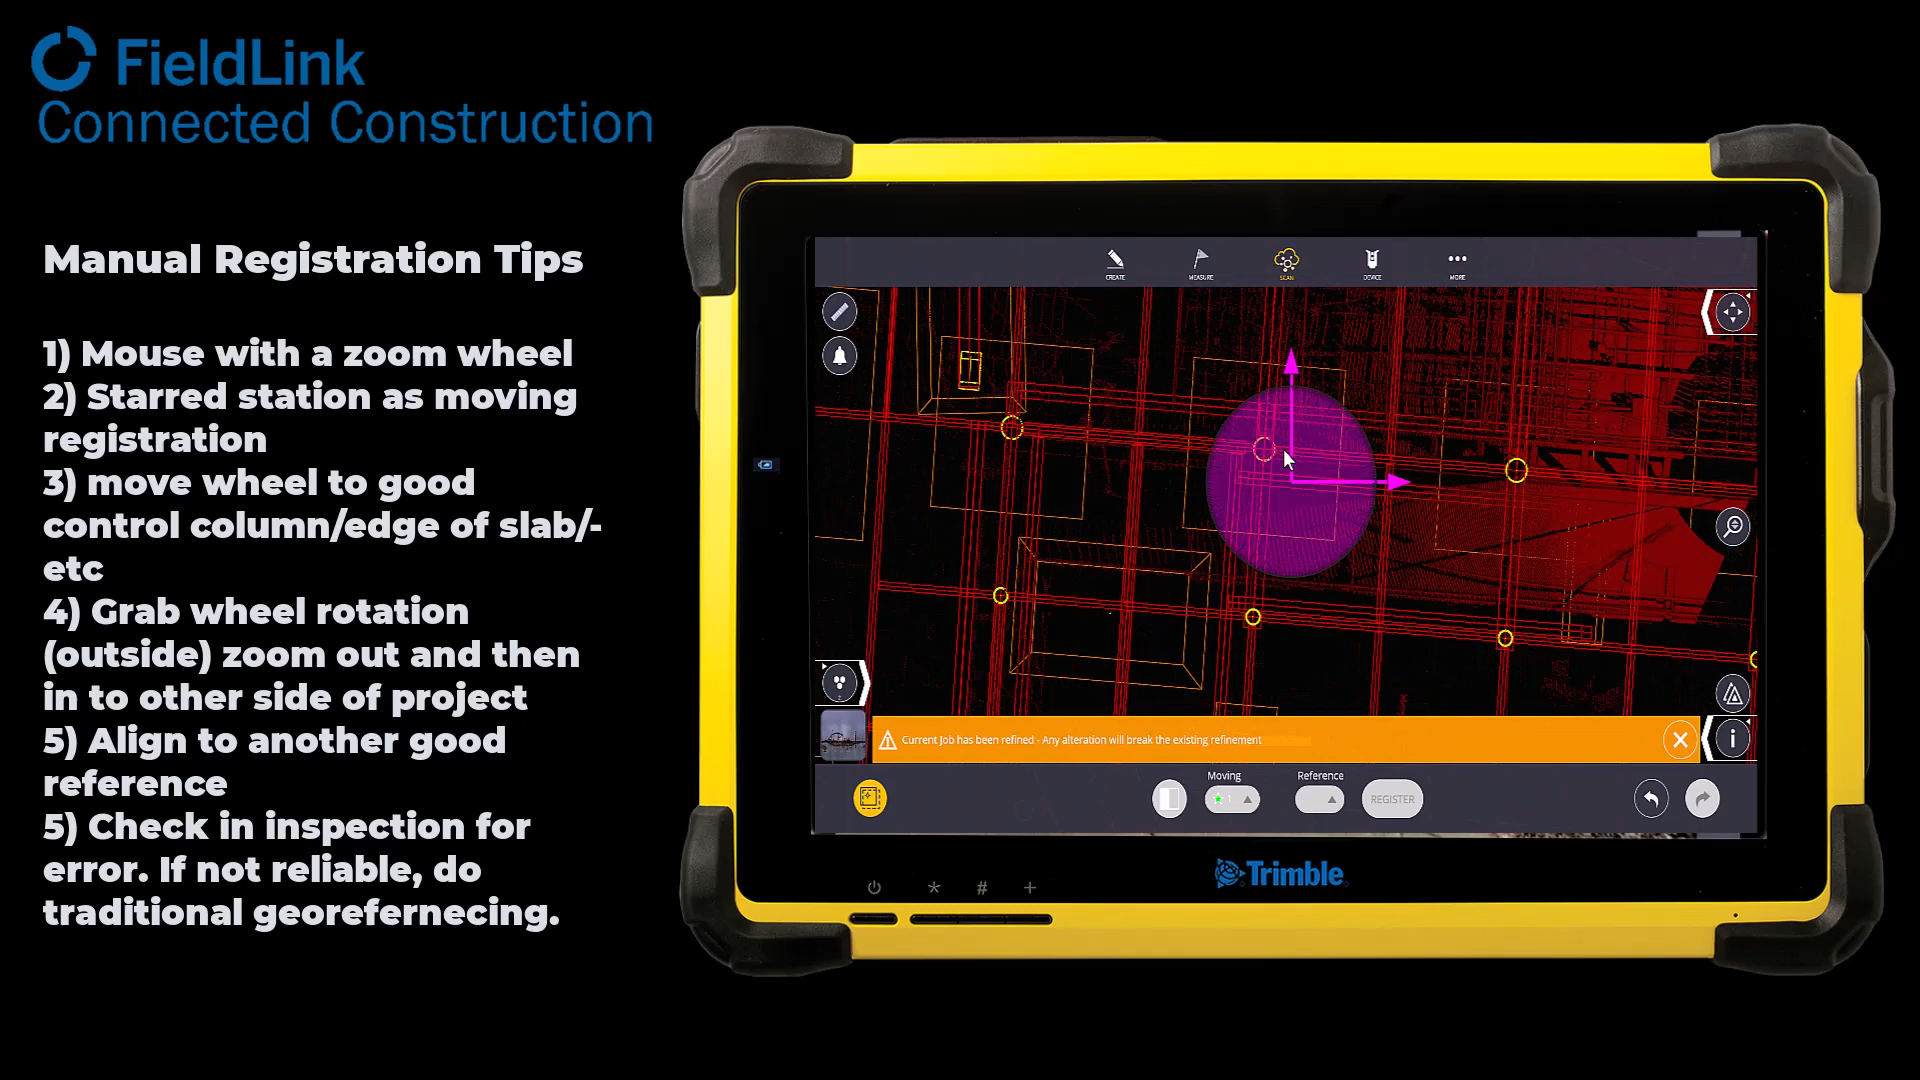 FieldLink
Connected Construction
Manual Registration Tips
1) Mouse with a zoom wheel
2) Starred station as moving
registration
3) move wheel to good
control column/edge of slab/-
etc
4) Grab wheel rotation
(outside) zoom out and then
in to other side of project
5) Align to another good
reference
5) Check in inspection for
error. If not reliable, do
traditional georefernecing.
CREATE
MEASURE
SCAN
DEVICE
MORE
Current Job has been refined - Any alteration will break the existing refinement
Moving
Reference
1
REGISTER
Trimble
* # +